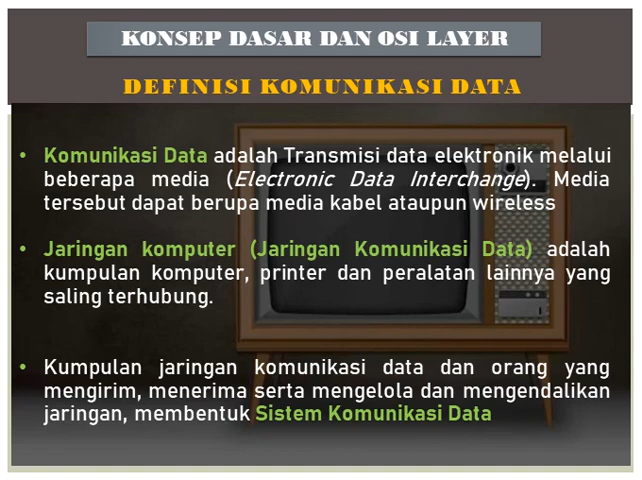 KONSEP DASAR DAN OSI LAYER
DEFINISI KOMUNIKASI DATA
• Komunikasi Data adalah Transmisi data elektronik melalui
beberapa media (Electronic Data Interchange). Media
tersebut dapat berupa media kabel ataupun wireless
• Jaringan komputer (Jaringan Komunikasi Data) adalah
kumpulan komputer, printer dan peralatan lainnya yang
saling terhubung.
• Kumpulan jaringan komunikasi data dan orang yang
mengirim, menerima serta mengelola dan mengendalikan
jaringan, membentuk Sistem Komunikasi Data